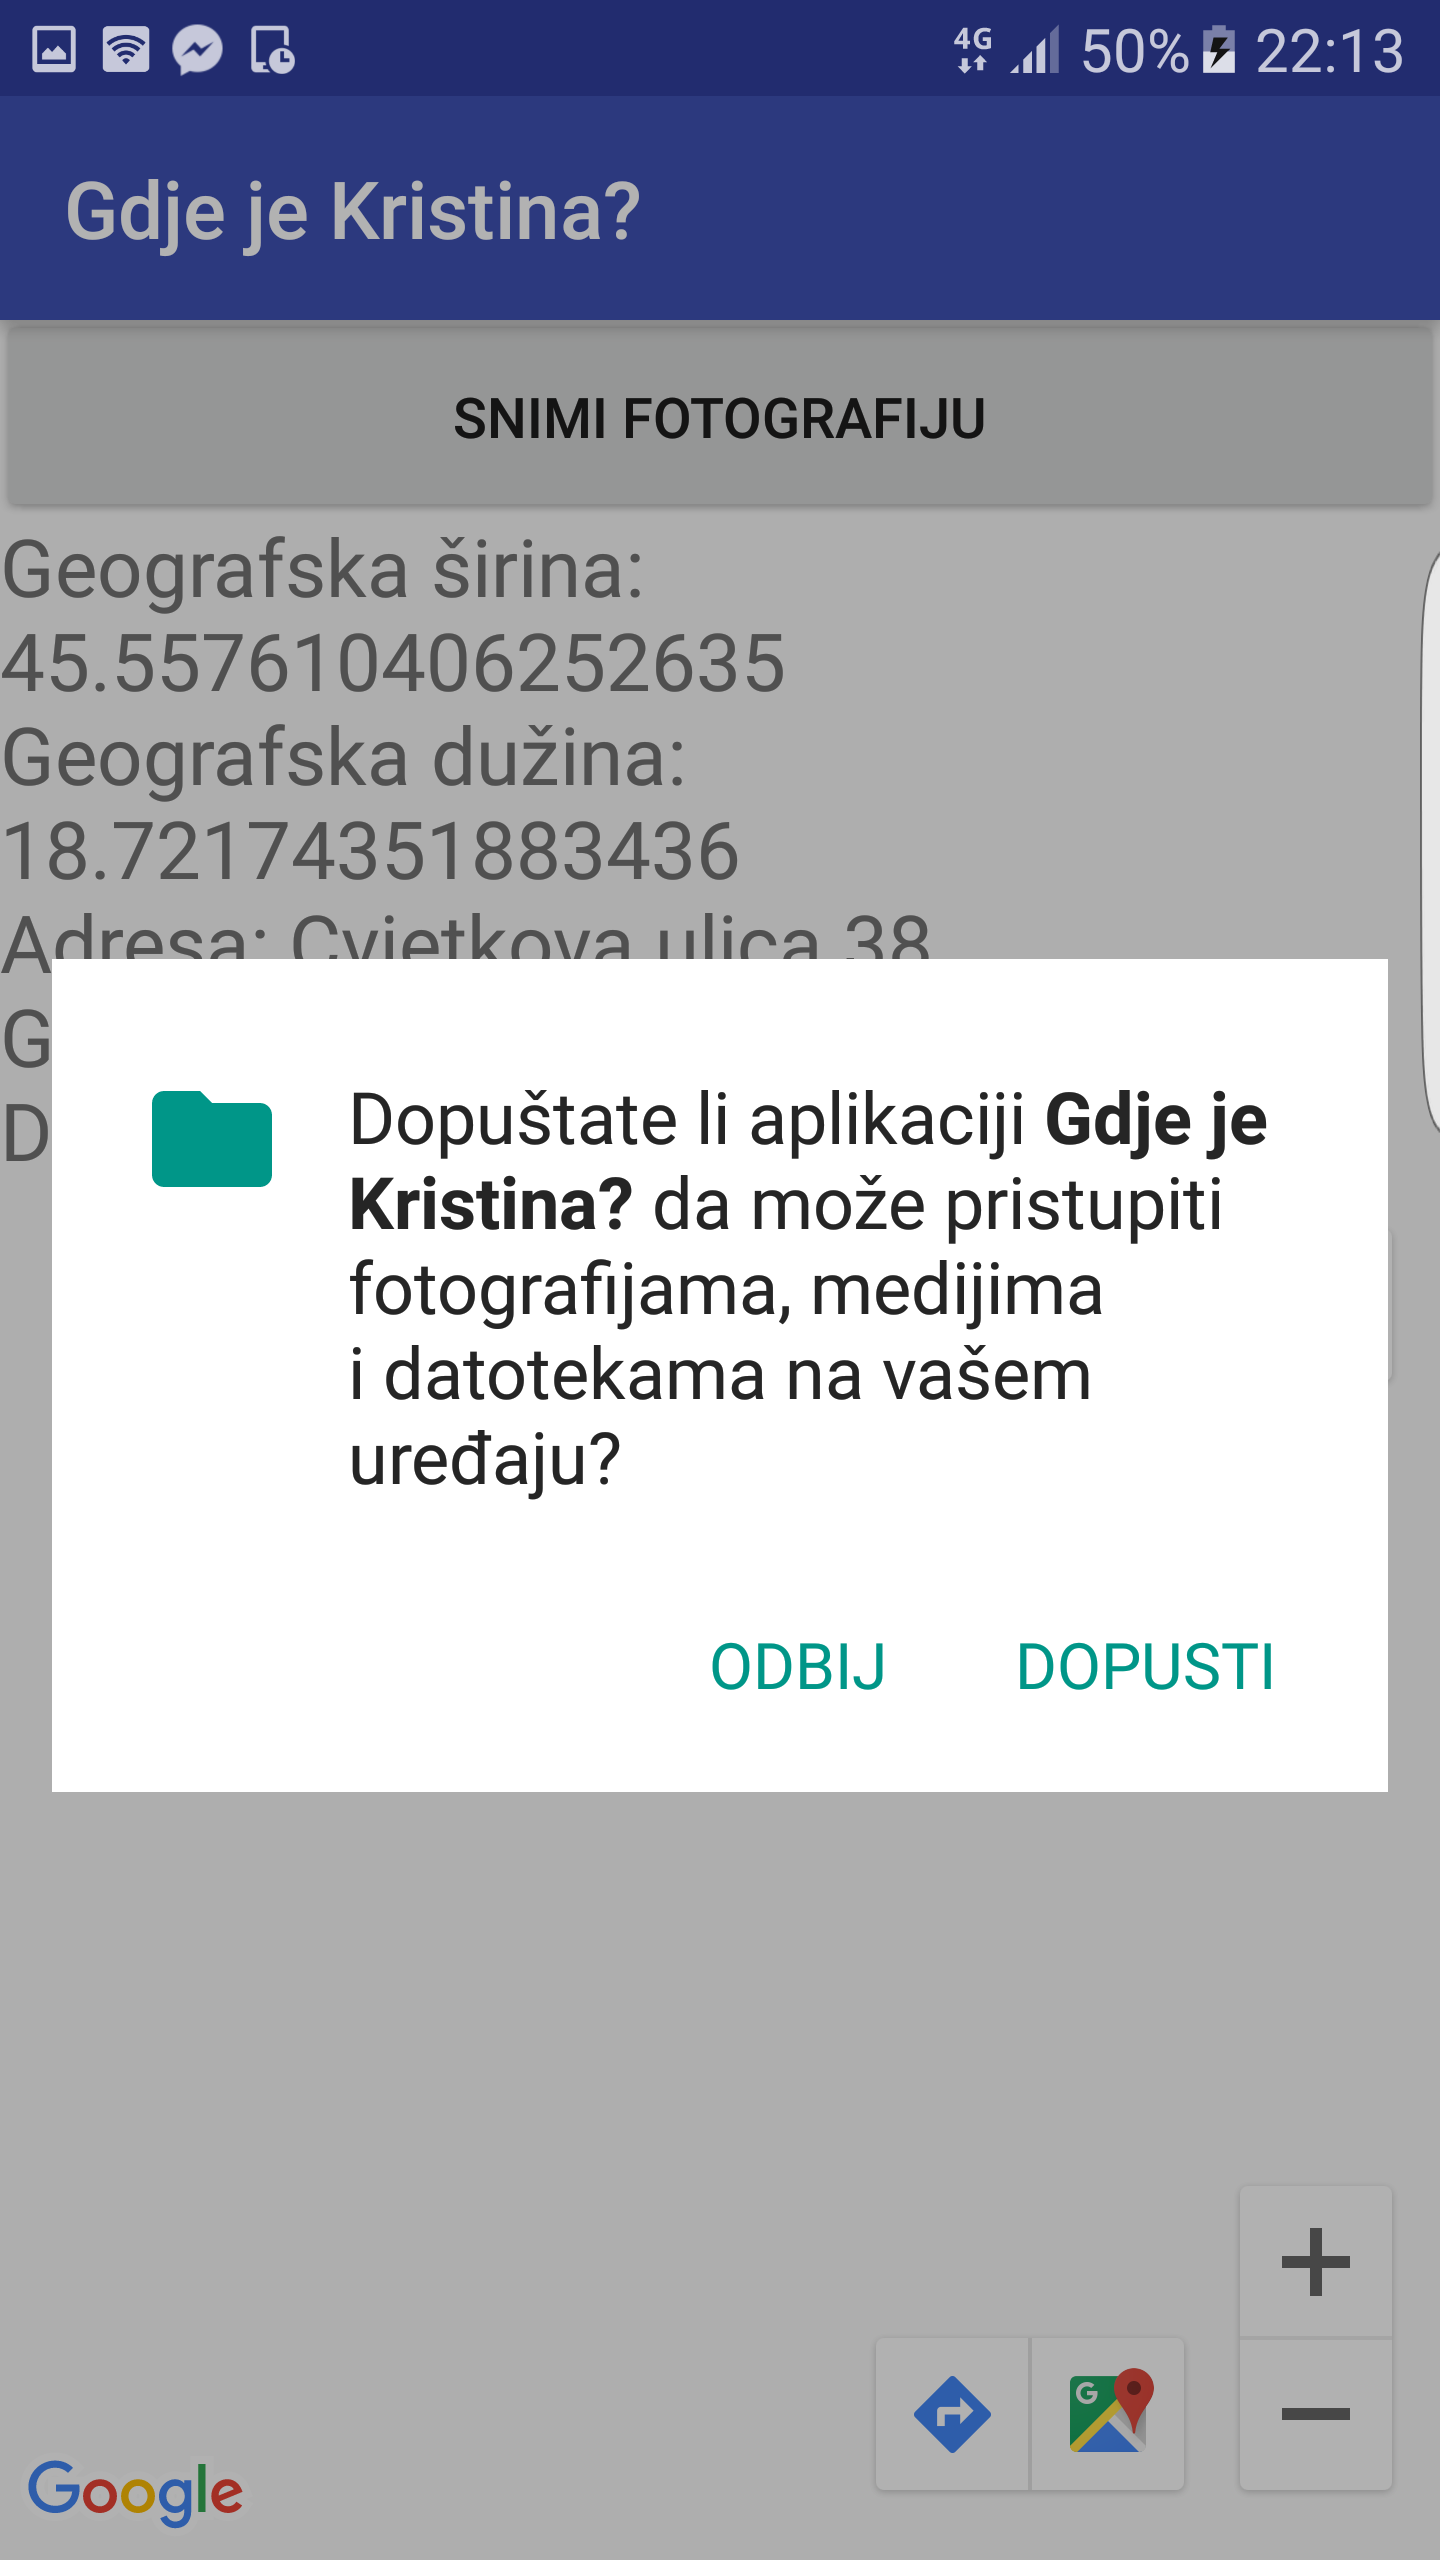 4G 50% 22:13
Gdje je Kristina?
SNIMI FOTOGRAFIJU
Geografska širina:
45.557610406252635
Geografska dužina:
18.72174351883436
Adresa: Cvjetkova ulica 38
G
D
Dopuštate li aplikaciji Gdje je
Kristina? da može pristupiti
fotografijama, medijima
i datotekama na vašem
uređaju?
ODBIJ DOPUSTI
G
Google